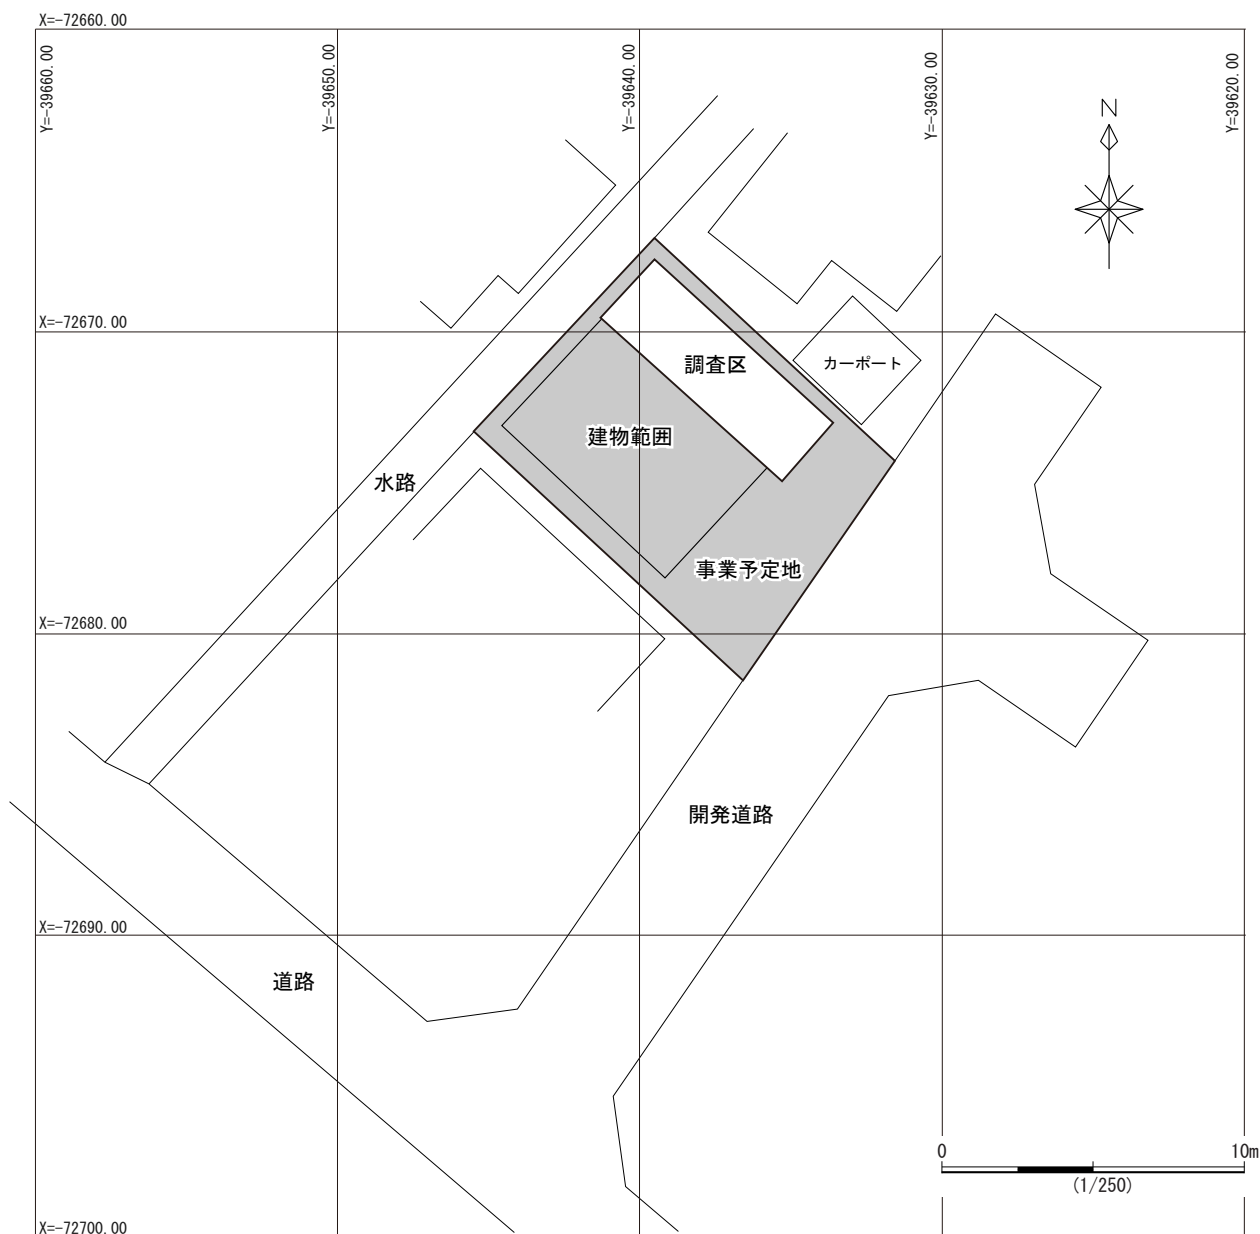 X=-72660.00
Y=-39660.00
Y=-39650.00
Y=-39640.00
Y=-39630.00
Y=-39620.00
N
X=-72670.00
調査区
カーポート
建物範囲
水路
事業予定地
X=-72680.00
開発道路
X=-72690.00
道路
0 10m
(1/250)
X=-72700.00